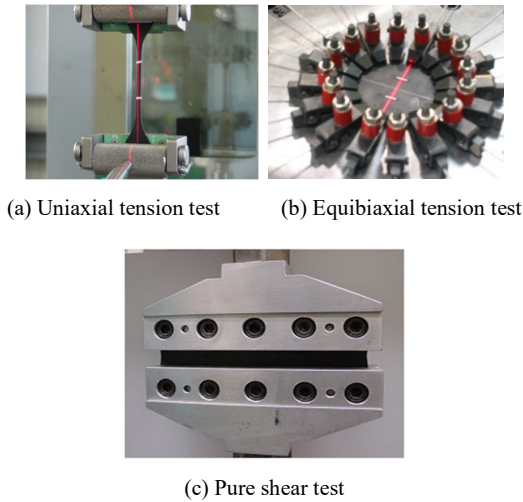 (a) Uniaxial tension test
(b) Equibiaxial tension test
(c) Pure shear test